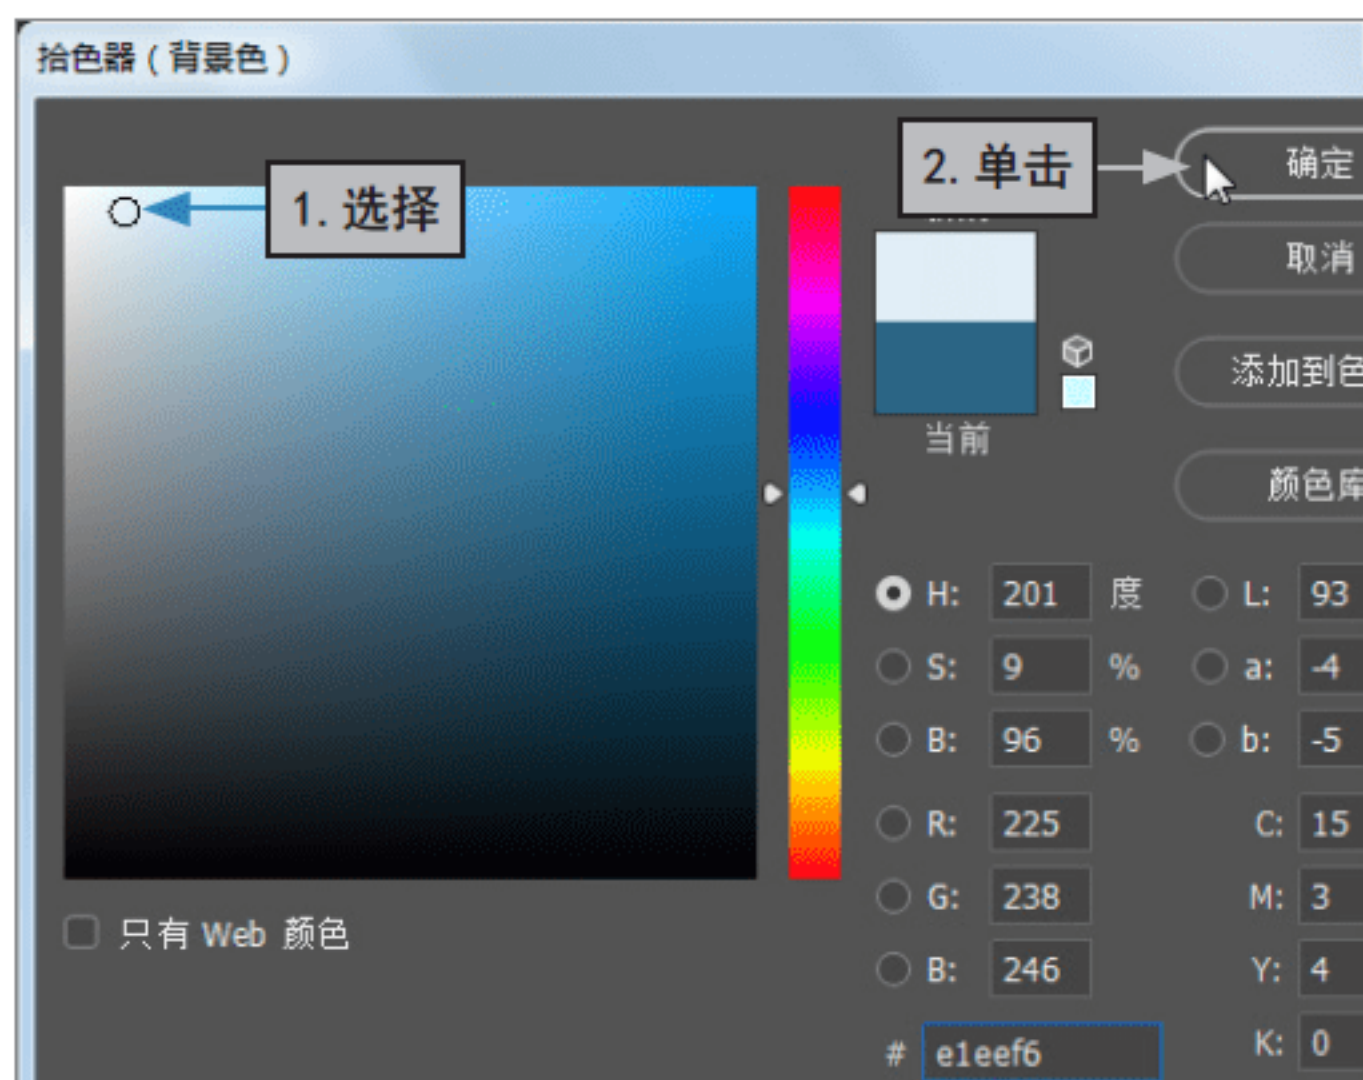 拾色器（背景色）
1. 选择
2. 单击
确定
取消
添加到色
颜色库
当前
H: 201 度
S: 9 %
B: 96 %
R: 225
G: 238
B: 246
# e1eef6
L: 93
a: -4
b: -5
C: 15
M: 3
Y: 4
K: 0
只有 Web 颜色